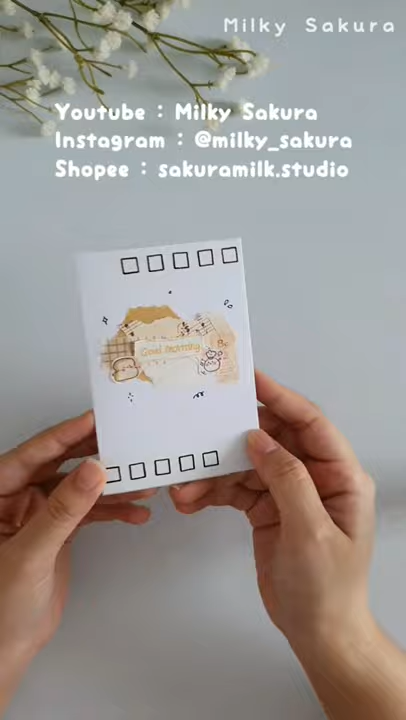 Milky Sakura
Youtube : Milky Sakura
Instagram : @milky_sakura
Shopee : sakuramilk.studio
Good morning